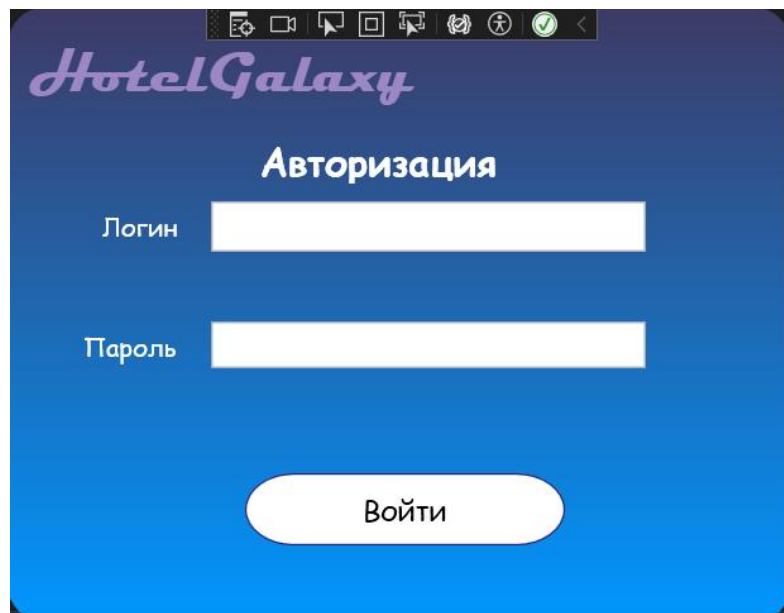 HotelGalaxy
Авторизация
Логин
Пароль
Войти